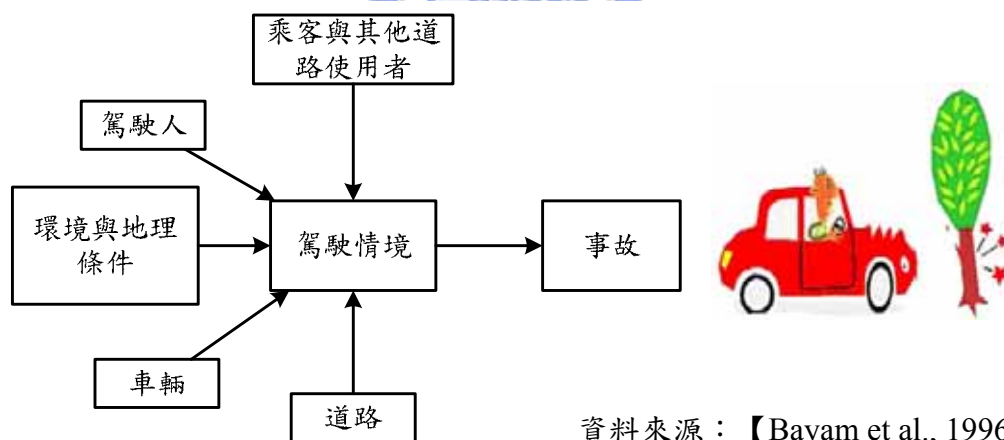 乘客與其他道
路使用者
駕駛人
環境與地理
條件
駕駛情境
事故
車輛
道路
資料來源：【Bayam et al., 1996